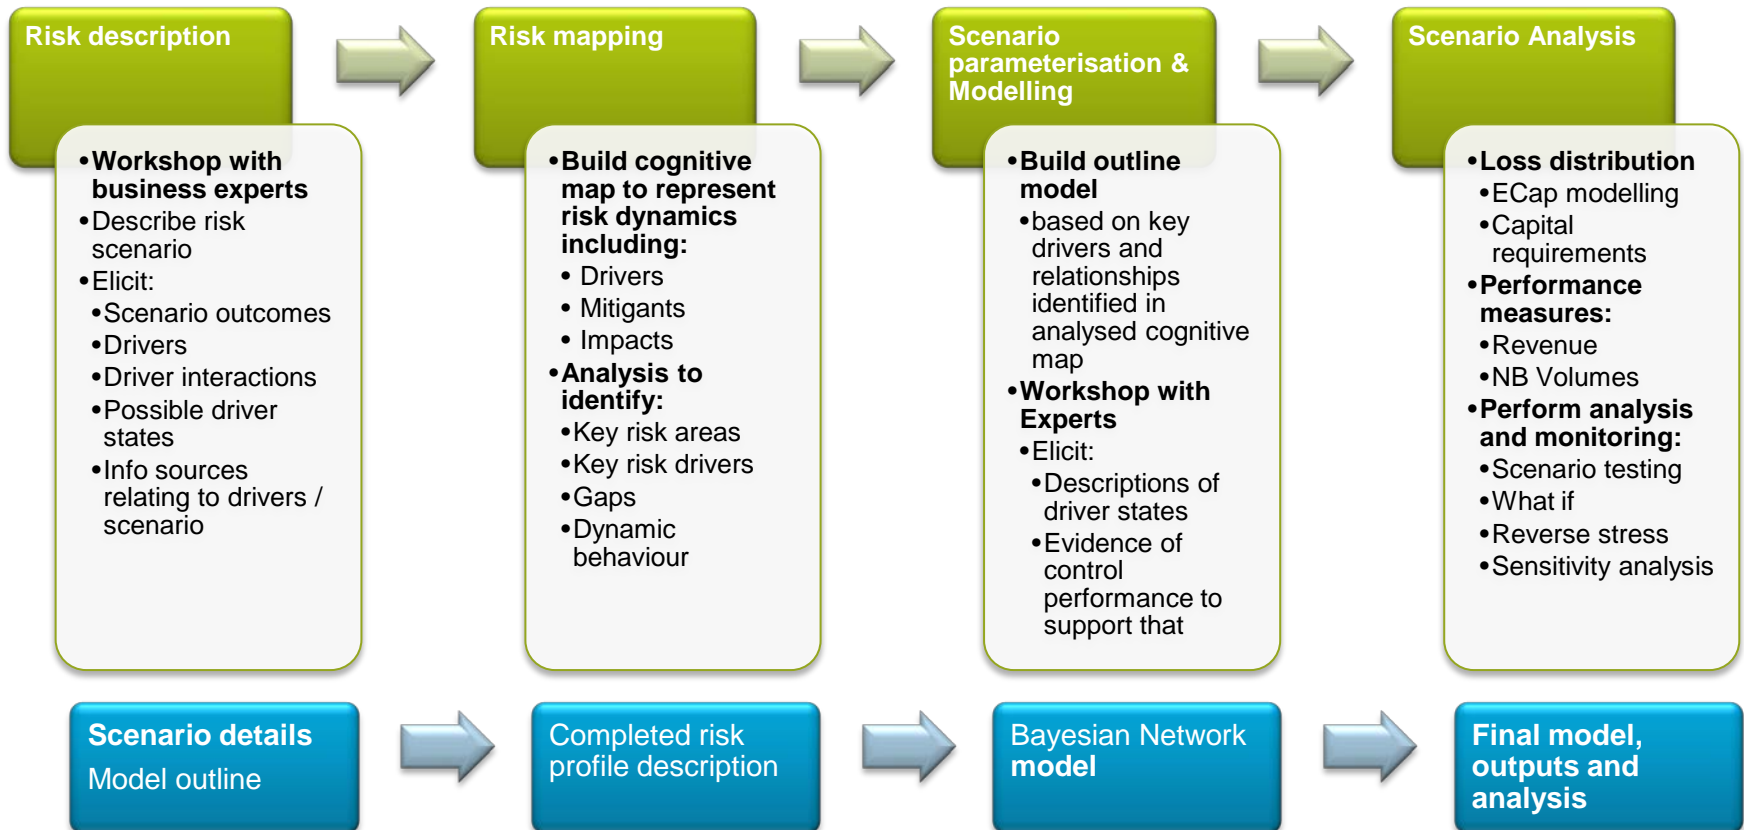 Risk description
•Workshop with
business experts
•Describe risk
scenario
•Elicit:
•Scenario outcomes
•Drivers
•Driver interactions
•Possible driver
states
•Info sources
relating to drivers /
scenario
Risk mapping
•Build cognitive
map to represent
risk dynamics
including:
• Drivers
• Mitigants
• Impacts
•Analysis to
identify:
•Key risk areas
•Key risk drivers
•Gaps
•Dynamic
behaviour
Scenario
parameterisation &
Modelling
•Build outline
model
•based on key
drivers and
relationships
identified in
analysed cognitive
map
•Workshop with
Experts
•Elicit:
•Descriptions of
driver states
•Evidence of
control
performance to
support that
Scenario Analysis
•Loss distribution
•ECap modelling
•Capital
requirements
•Performance
measures:
•Revenue
•NB Volumes
•Perform analysis
and monitoring:
•Scenario testing
•What if
•Reverse stress
•Sensitivity analysis
Scenario details
Model outline
Completed risk
profile description
Bayesian Network
model
Final model,
outputs and
analysis